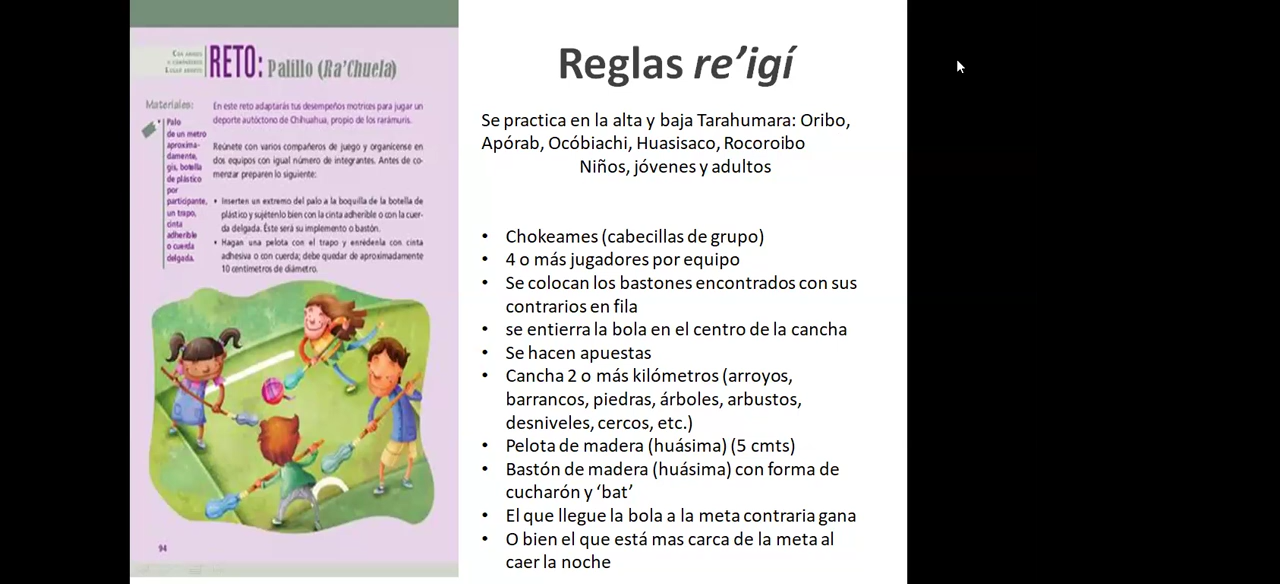 CON AMIGOS
O COMPAÑEROS
LUGAR ABIERTO
RETO: Palillo (Ra'Chuela)
Materiales:
Palo
de un metro
aproxima-
damente,
gis, botella
de plástico
por
participante,
un trapo,
cinta
adherible
o cuerda
delgada.
En este reto adaptarás tus desempeños motrices para jugar un
deporte autóctono de Chihuahua, propio de los rarámuris.
Reúnete con varios compañeros de juego y organícense en
dos equipos con igual número de integrantes. Antes de co-
menzar preparen lo siguiente:
• Inserten un extremo del palo a la boquilla de la botella de
plástico y sujétenlo bien con la cinta adherible o con la cuer-
da delgada. Éste será su implemento o bastón.
• Hagan una pelota con el trapo y enrédenla con cinta
adhesiva o con cuerda; debe quedar de aproximadamente
10 centímetros de diámetro.
94
Reglas re'igí
Se practica en la alta y baja Tarahumara: Oribo,
Apórab, Ocóbiachi, Huasisaco, Rocoroibo
Niños, jóvenes y adultos
• Chokeames (cabecillas de grupo)
• 4 o más jugadores por equipo
• Se colocan los bastones encontrados con sus
contrarios en fila
• se entierra la bola en el centro de la cancha
• Se hacen apuestas
• Cancha 2 o más kilómetros (arroyos,
barrancos, piedras, árboles, arbustos,
desniveles, cercos, etc.)
• Pelota de madera (huásima) (5 cmts)
• Bastón de madera (huásima) con forma de
cucharón y 'bat'
• El que llegue la bola a la meta contraria gana
• O bien el que está mas carca de la meta al
caer la noche